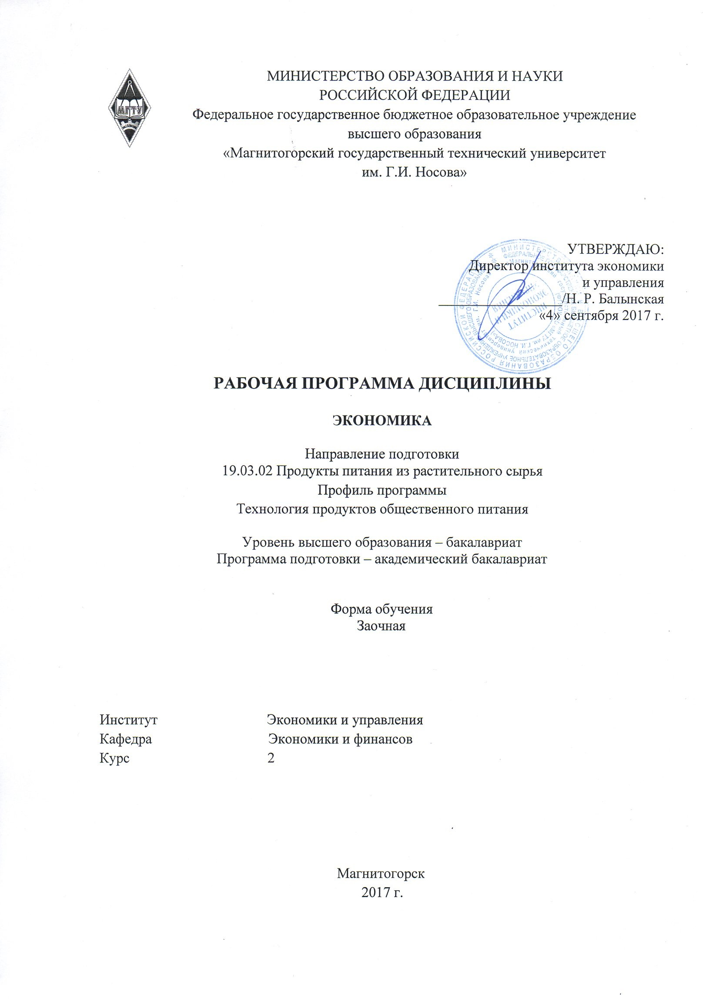 МГТУ
МИНИСТЕРСТВО ОБРАЗОВАНИЯ И НАУКИ
РОССИЙСКОЙ ФЕДЕРАЦИИ
Федеральное государственное бюджетное образовательное учреждение
высшего образования
«Магнитогорский государственный технический университет
им. Г.И. Носова»
УТВЕРЖДАЮ:
Директор института экономики
и управления
/Н. Р. Балынская
«4» сентября 2017 г.
РАБОЧАЯ ПРОГРАММА ДИСЦИПЛИНЫ
ЭКОНОМИКА
Направление подготовки
19.03.02 Продукты питания из растительного сырья
Профиль программы
Технология продуктов общественного питания
Уровень высшего образования – бакалавриат
Программа подготовки – академический бакалавриат
Форма обучения
Заочная
Институт Экономики и управления
Кафедра Экономики и финансов
Курс 2
Магнитогорск
2017 г.